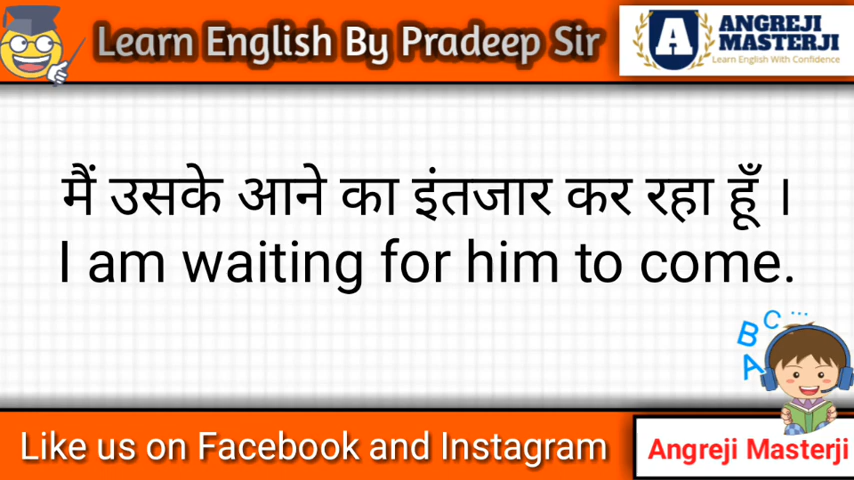 Learn English By Pradeep Sir
A
ANGREJI
MASTERJI
Learn English With Confidence
मैं उसके आने का इंतजार कर रहा हूँ ।
I am waiting for him to come.
A B C ...
Like us on Facebook and Instagram
Angreji Masterji